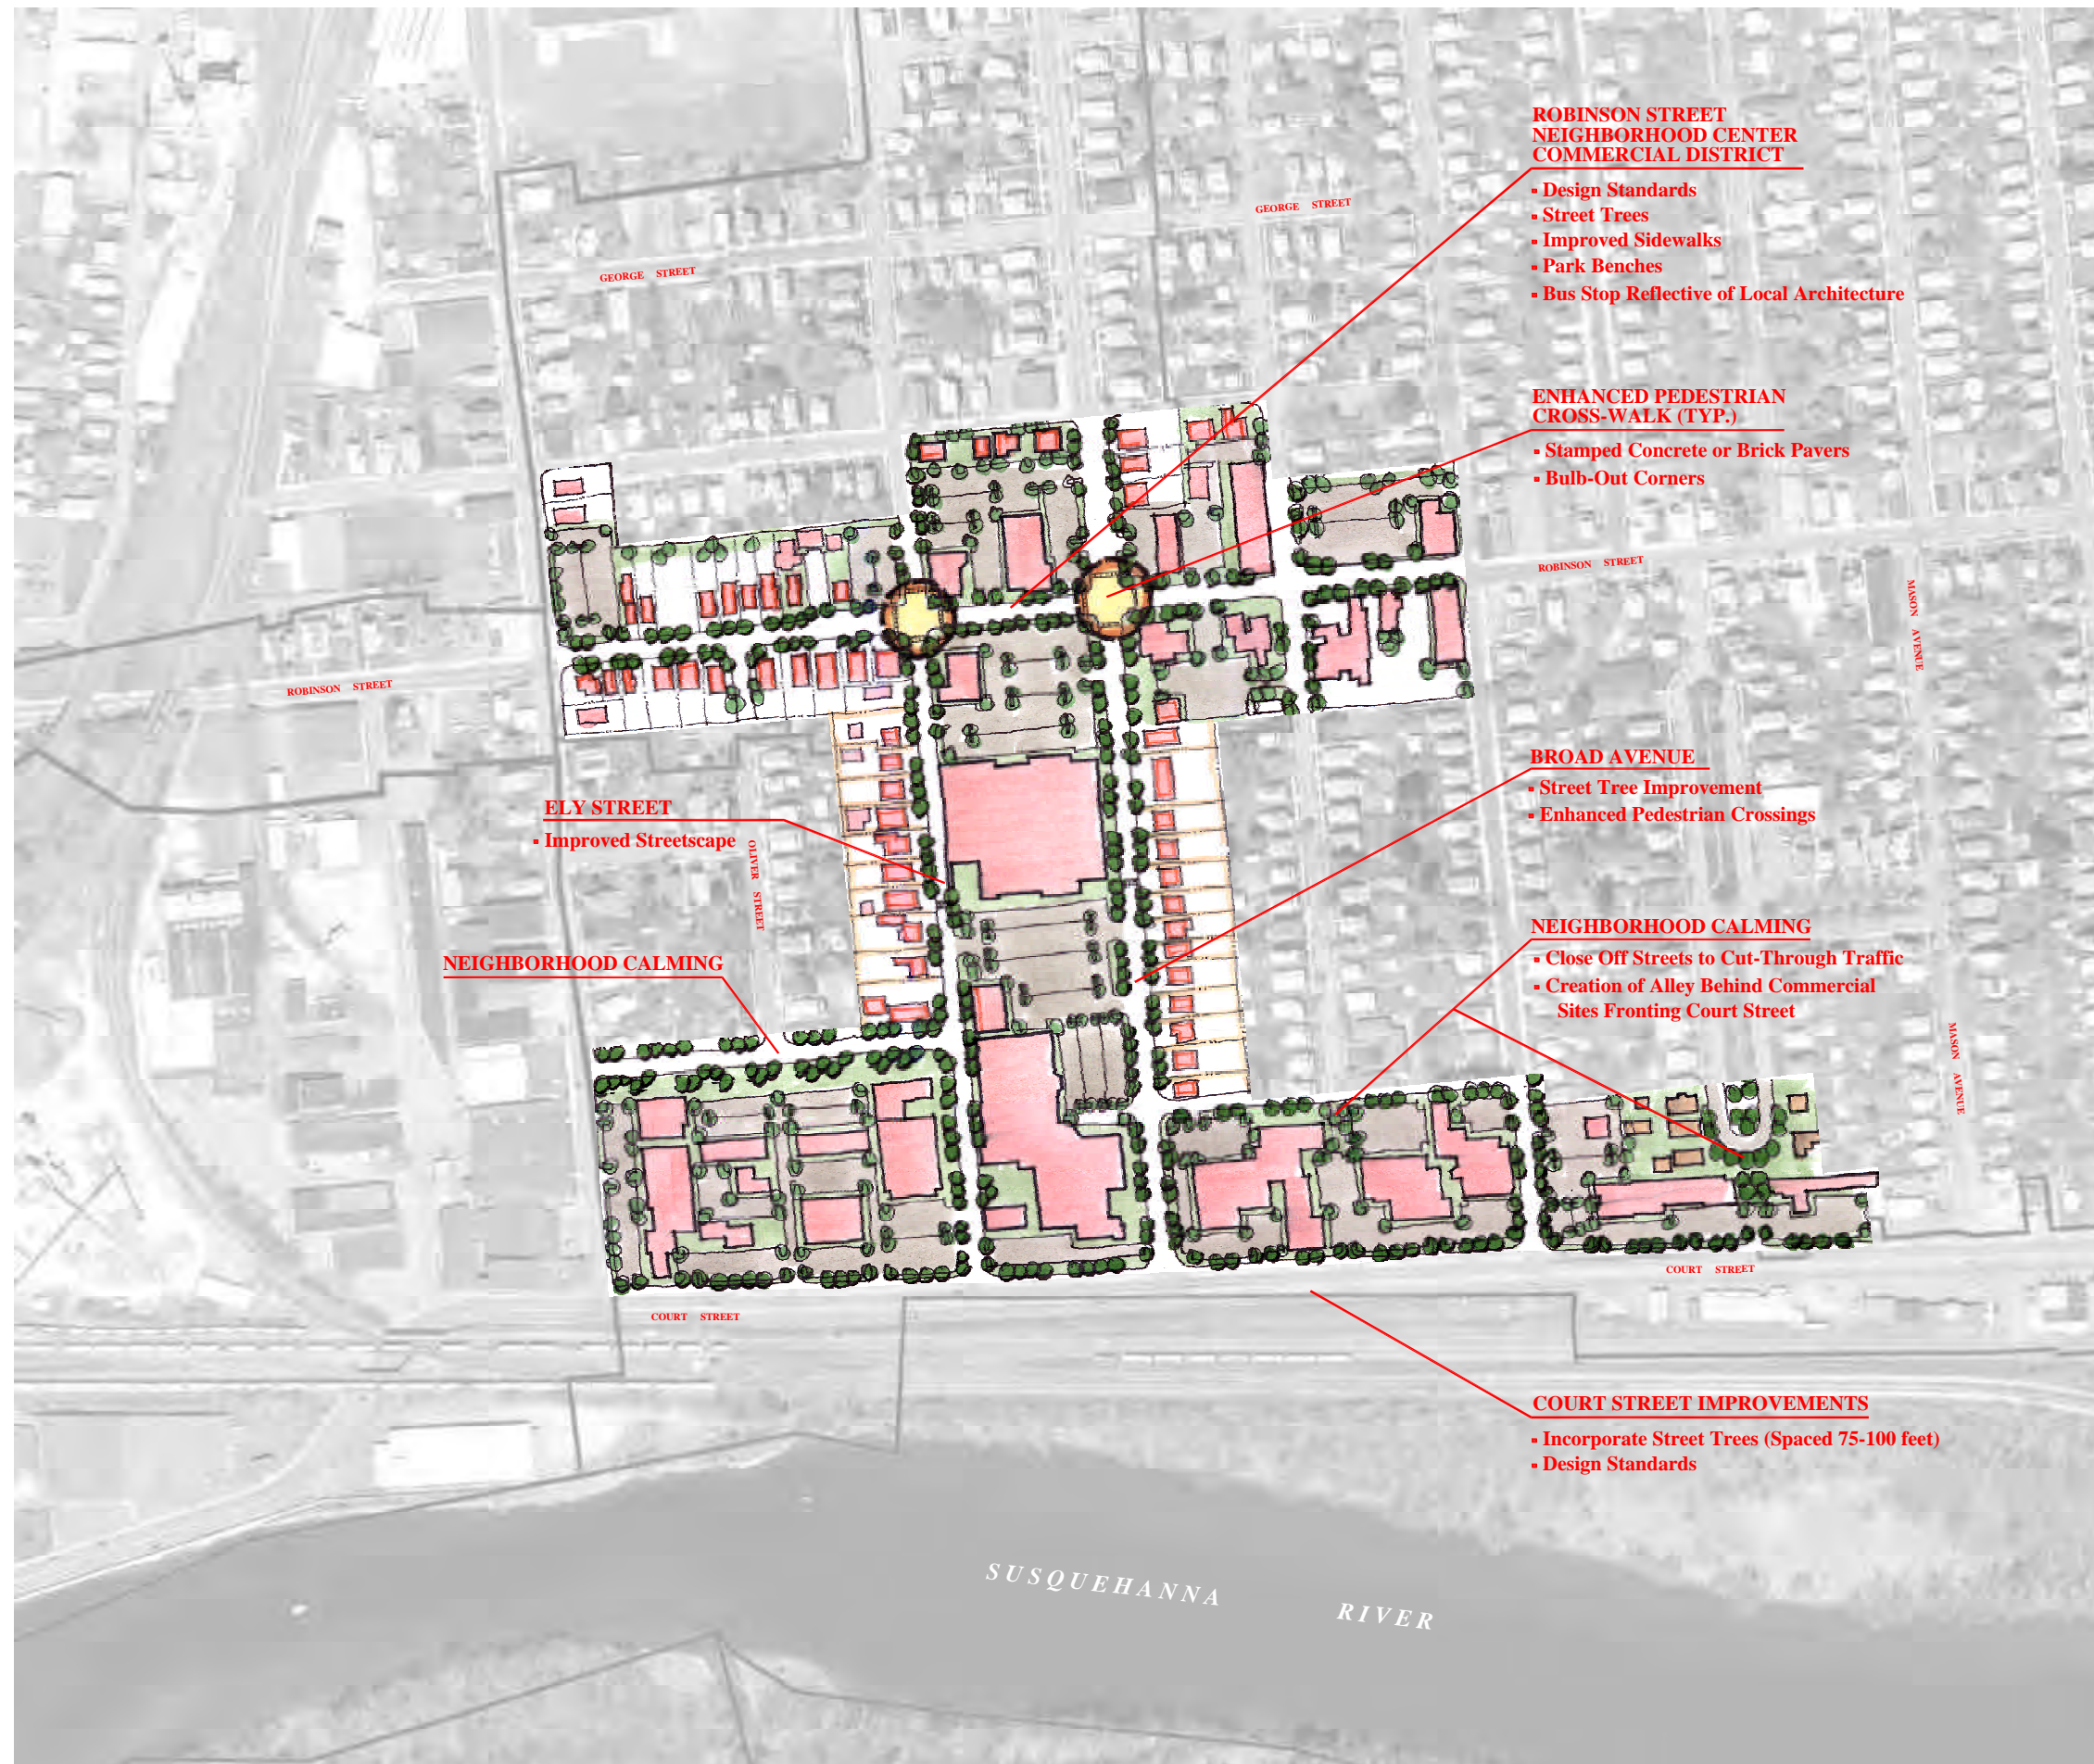 ROBINSON STREET
NEIGHBORHOOD CENTER
COMMERCIAL DISTRICT
▪ Design Standards
▪ Street Trees
▪ Improved Sidewalks
▪ Park Benches
▪ Bus Stop Reflective of Local Architecture
GEORGE STREET
GEORGE STREET
ENHANCED PEDESTRIAN
CROSS-WALK (TYP.)
▪ Stamped Concrete or Brick Pavers
▪ Bulb-Out Corners
ROBINSON STREET
MASON AVENUE
ROBINSON STREET
BROAD AVENUE
▪ Street Tree Improvement
▪ Enhanced Pedestrian Crossings
ELY STREET
▪ Improved Streetscape
OLIVER STREET
NEIGHBORHOOD CALMING
▪ Close Off Streets to Cut-Through Traffic
▪ Creation of Alley Behind Commercial
Sites Fronting Court Street
NEIGHBORHOOD CALMING
MASON AVENUE
COURT STREET
COURT STREET
COURT STREET IMPROVEMENTS
▪ Incorporate Street Trees (Spaced 75-100 feet)
▪ Design Standards
SUSQUEHANNA RIVER